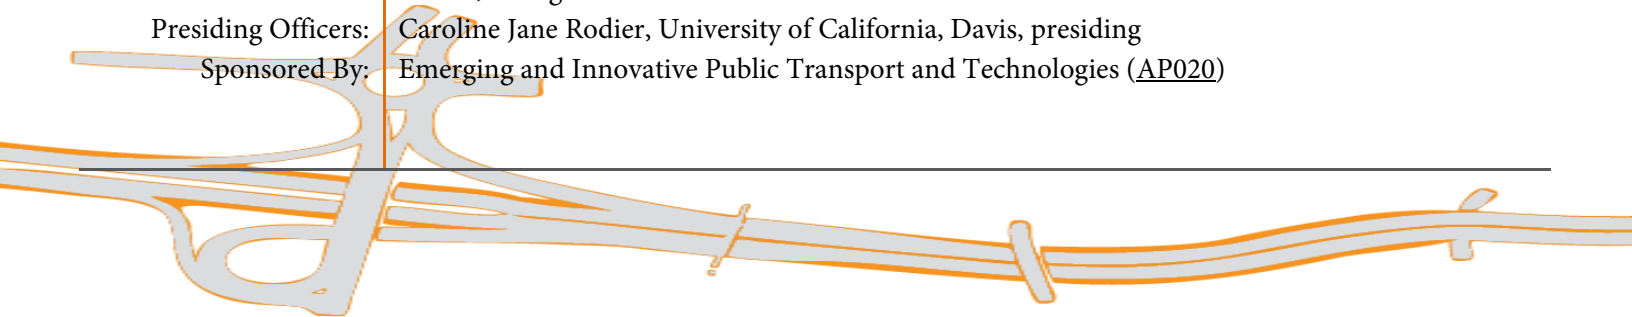 Presiding Officers: Caroline Jane Rodier, University of California, Davis, presiding
Sponsored By: Emerging and Innovative Public Transport and Technologies (AP020)